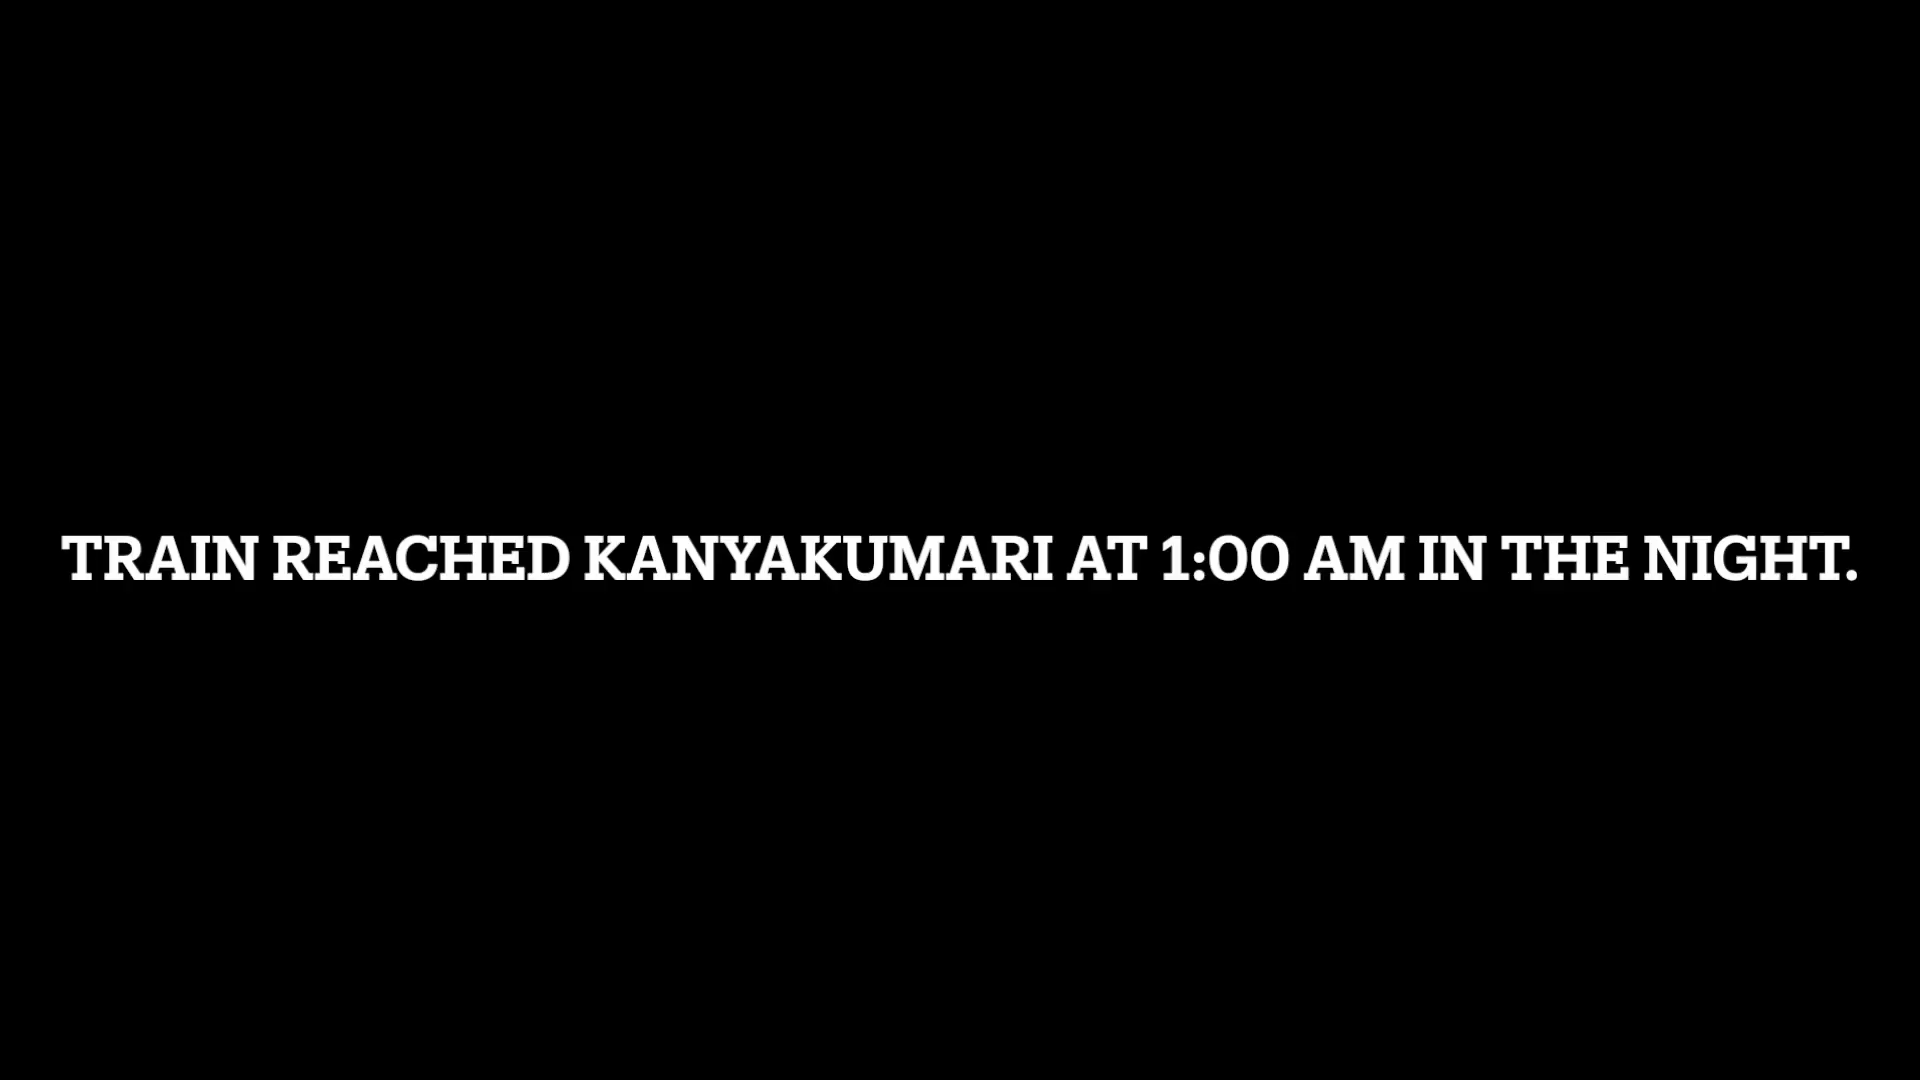 TRAIN REACHED KANYAKUMARI AT 1:00 AM IN THE NIGHT.